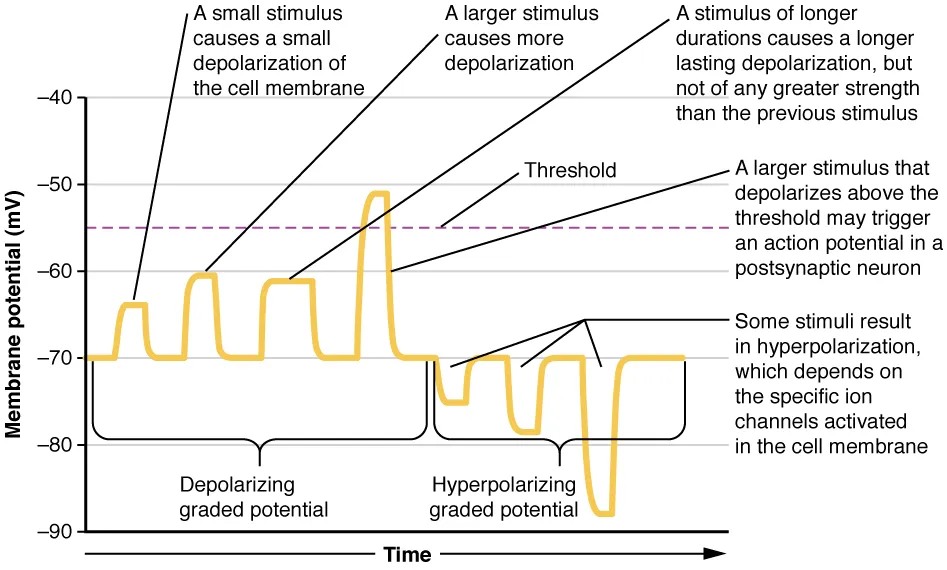 A small stimulus
causes a small
depolarization of
the cell membrane
A larger stimulus
causes more
depolarization
A stimulus of longer
durations causes a longer
lasting depolarization, but
not of any greater strength
than the previous stimulus
Threshold
A larger stimulus that
depolarizes above the
threshold may trigger
an action potential in a
postsynaptic neuron
Some stimuli result
in hyperpolarization,
which depends on
the specific ion
channels activated
in the cell membrane
Membrane potential (mV)
–40
–50
–60
–70
–80
–90
Depolarizing
graded potential
Hyperpolarizing
graded potential
Time